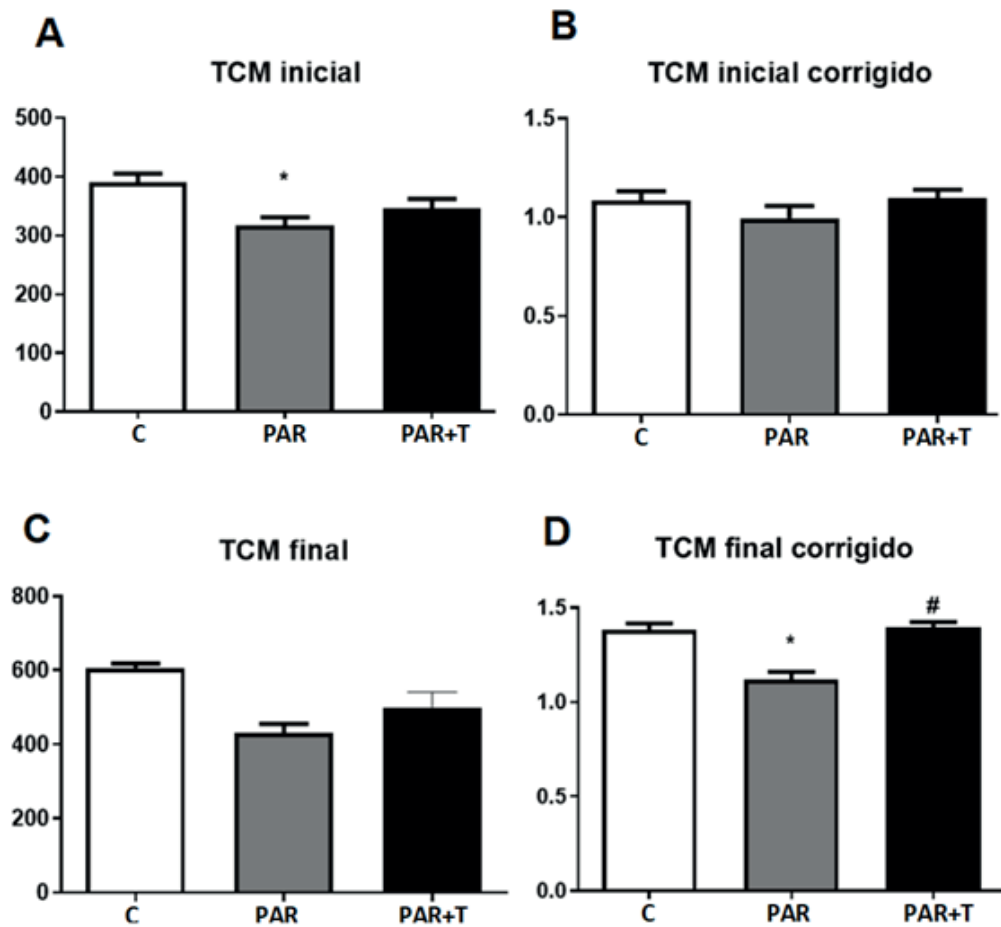 A
TCM inicial
500
400
300
200
100
0
*
C PAR PAR+T
B
TCM inicial corrigido
1.5
1.0
0.5
0.0
C PAR PAR+T
C
TCM final
800
600
400
200
0
C PAR PAR+T
D
TCM final corrigido
1.5
1.0
0.5
0.0
*
#
C PAR PAR+T